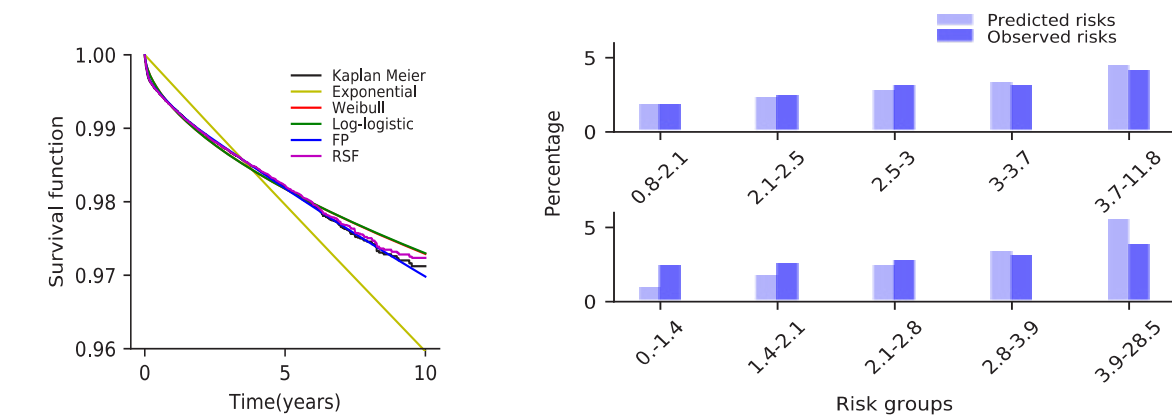 1.00
0.99
0.98
0.97
0.96
Survival function
0
5
10
Time(years)
Kaplan Meier
Exponential
Weibull
Log-logistic
FP
RSF
Predicted risks
Observed risks
Percentage
5
0
0.8-2.1
2.1-2.5
2.5-3
3-3.7
3.7-11.8
5
0
0.-1.4
1.4-2.1
2.1-2.8
2.8-3.9
3.9-28.5
Risk groups